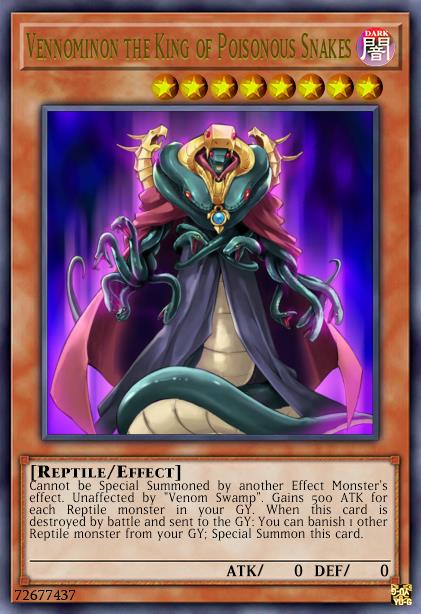 Vennominon the King of Poisonous Snakes
DARK
闇
[Reptile/Effect]
Cannot be Special Summoned by another Effect Monster's
effect. Unaffected by "Venom Swamp". Gains 500 ATK for
each Reptile monster in your GY. When this card is
destroyed by battle and sent to the GY: You can banish 1 other
Reptile monster from your GY; Special Summon this card.
ATK/ 0 DEF/ 0
72677437